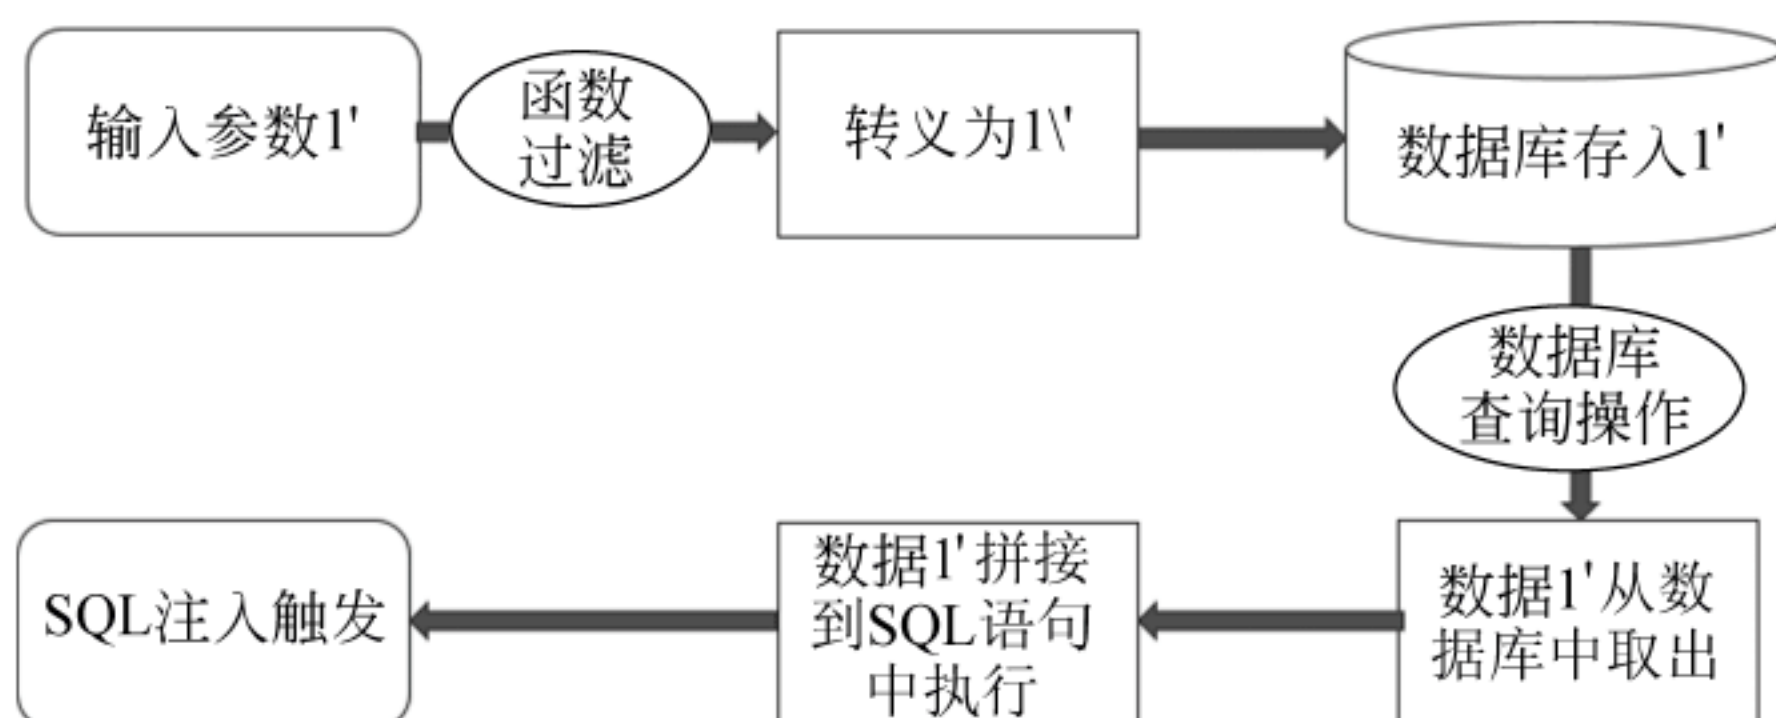 输入参数1'
函数
过滤
转义为1\'
数据库存入1'
数据库
查询操作
数据1'从数
据库中取出
数据1'拼接
到SQL语句
中执行
SQL注入触发